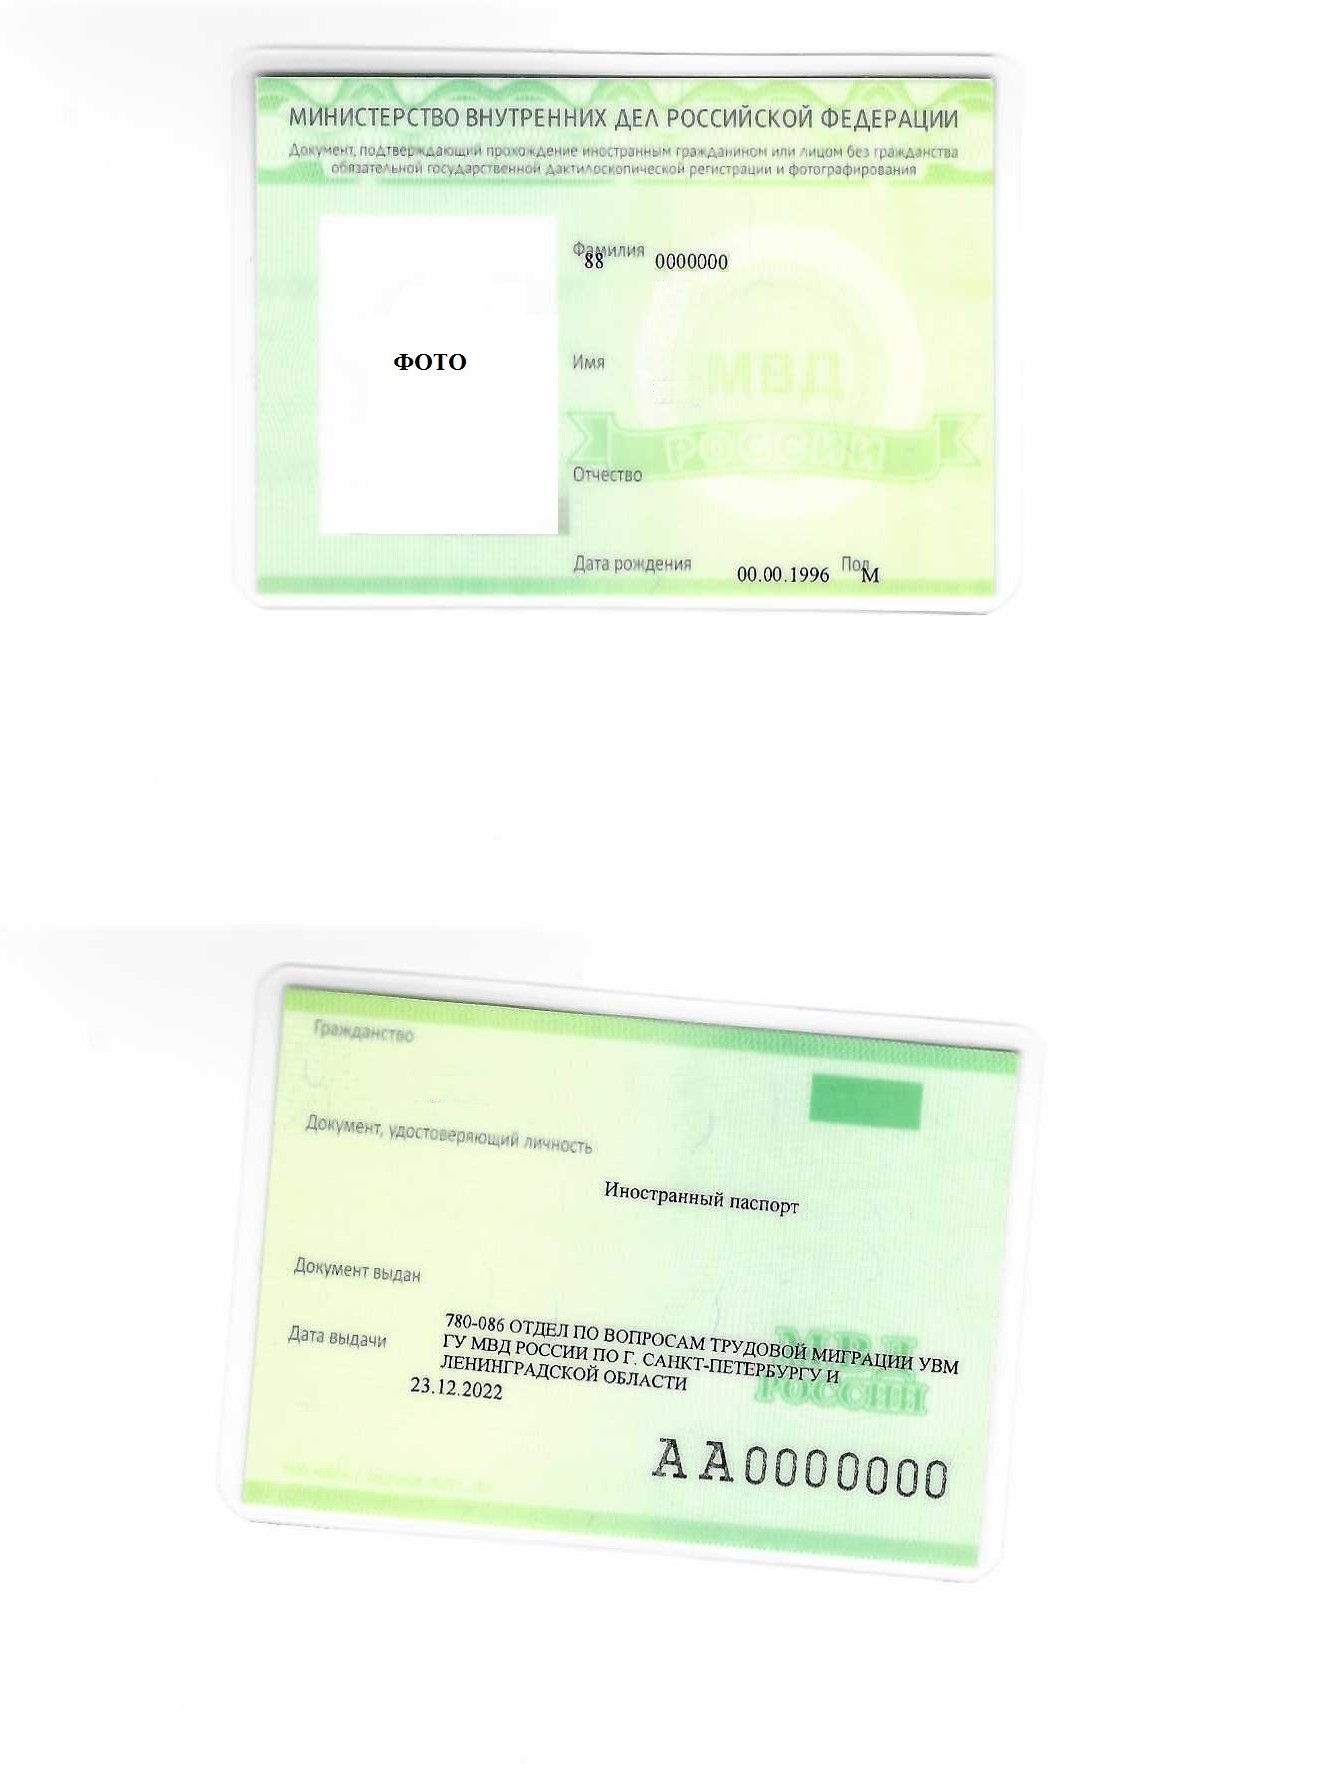 МИНИСТЕРСТВО ВНУТРЕННИХ ДЕЛ РОССИЙСКОЙ ФЕДЕРАЦИИ
Документ, подтверждающий прохождение иностранным гражданином или лицом без гражданства
обязательной государственной дактилоскопической регистрации и фотографирования
Фамилия
88 0000000
ФОТО
Имя
МВД
РОССИИ
Отчество
Дата рождения 00.00.1996 Пол М
Гражданство
Документ, удостоверяющий личность
Иностранный паспорт
Документ выдан
780-086 ОТДЕЛ ПО ВОПРОСАМ ТРУДОВОЙ МИГРАЦИИ УВМ
ГУ МВД РОССИИ ПО Г. САНКТ-ПЕТЕРБУРГУ И
ЛЕНИНГРАДСКОЙ ОБЛАСТИ
Дата выдачи
23.12.2022
МВД
РОССИИ
АА0000000